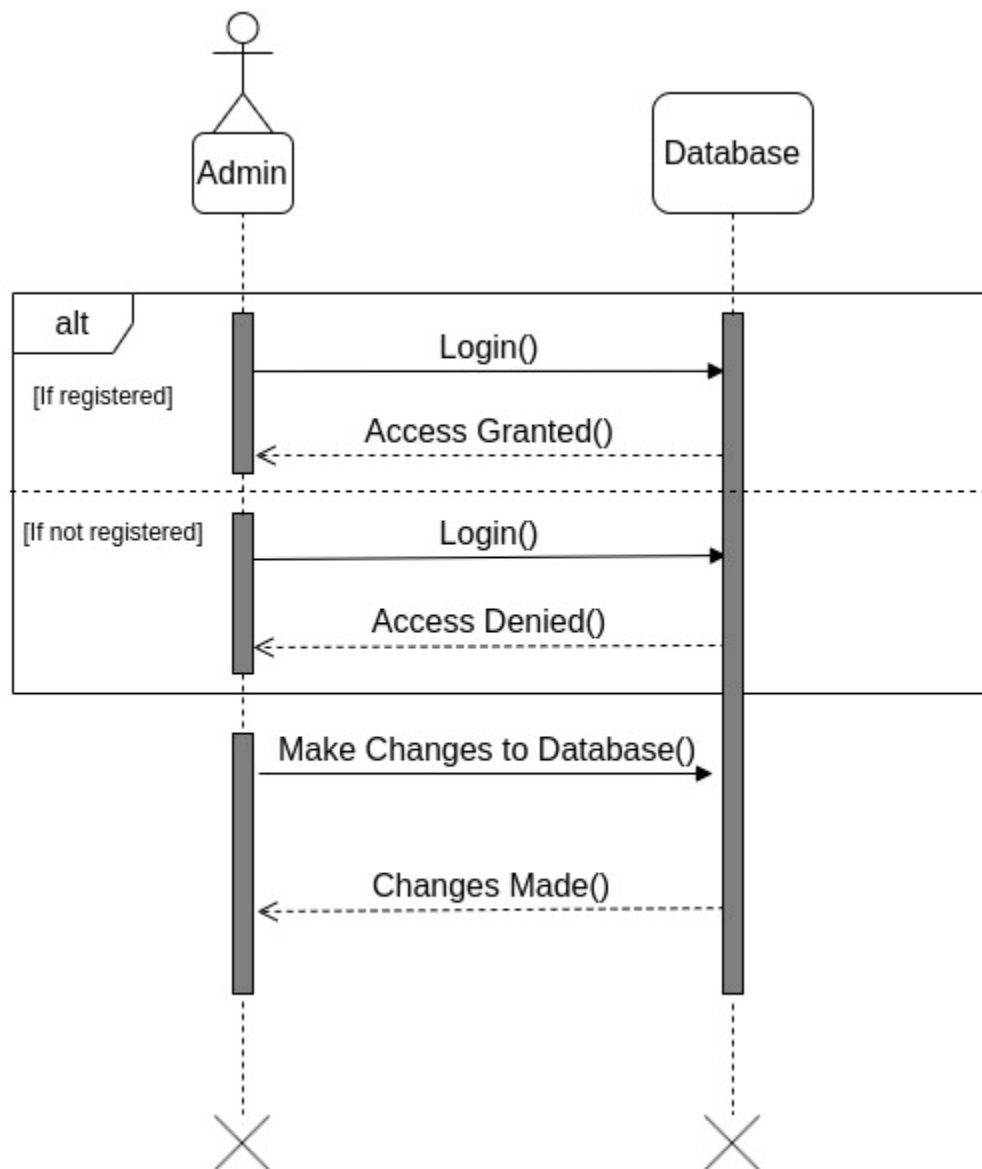 Admin
Database
alt
Login()
[If registered]
Access Granted()
[If not registered]
Login()
Access Denied()
Make Changes to Database()
Changes Made()